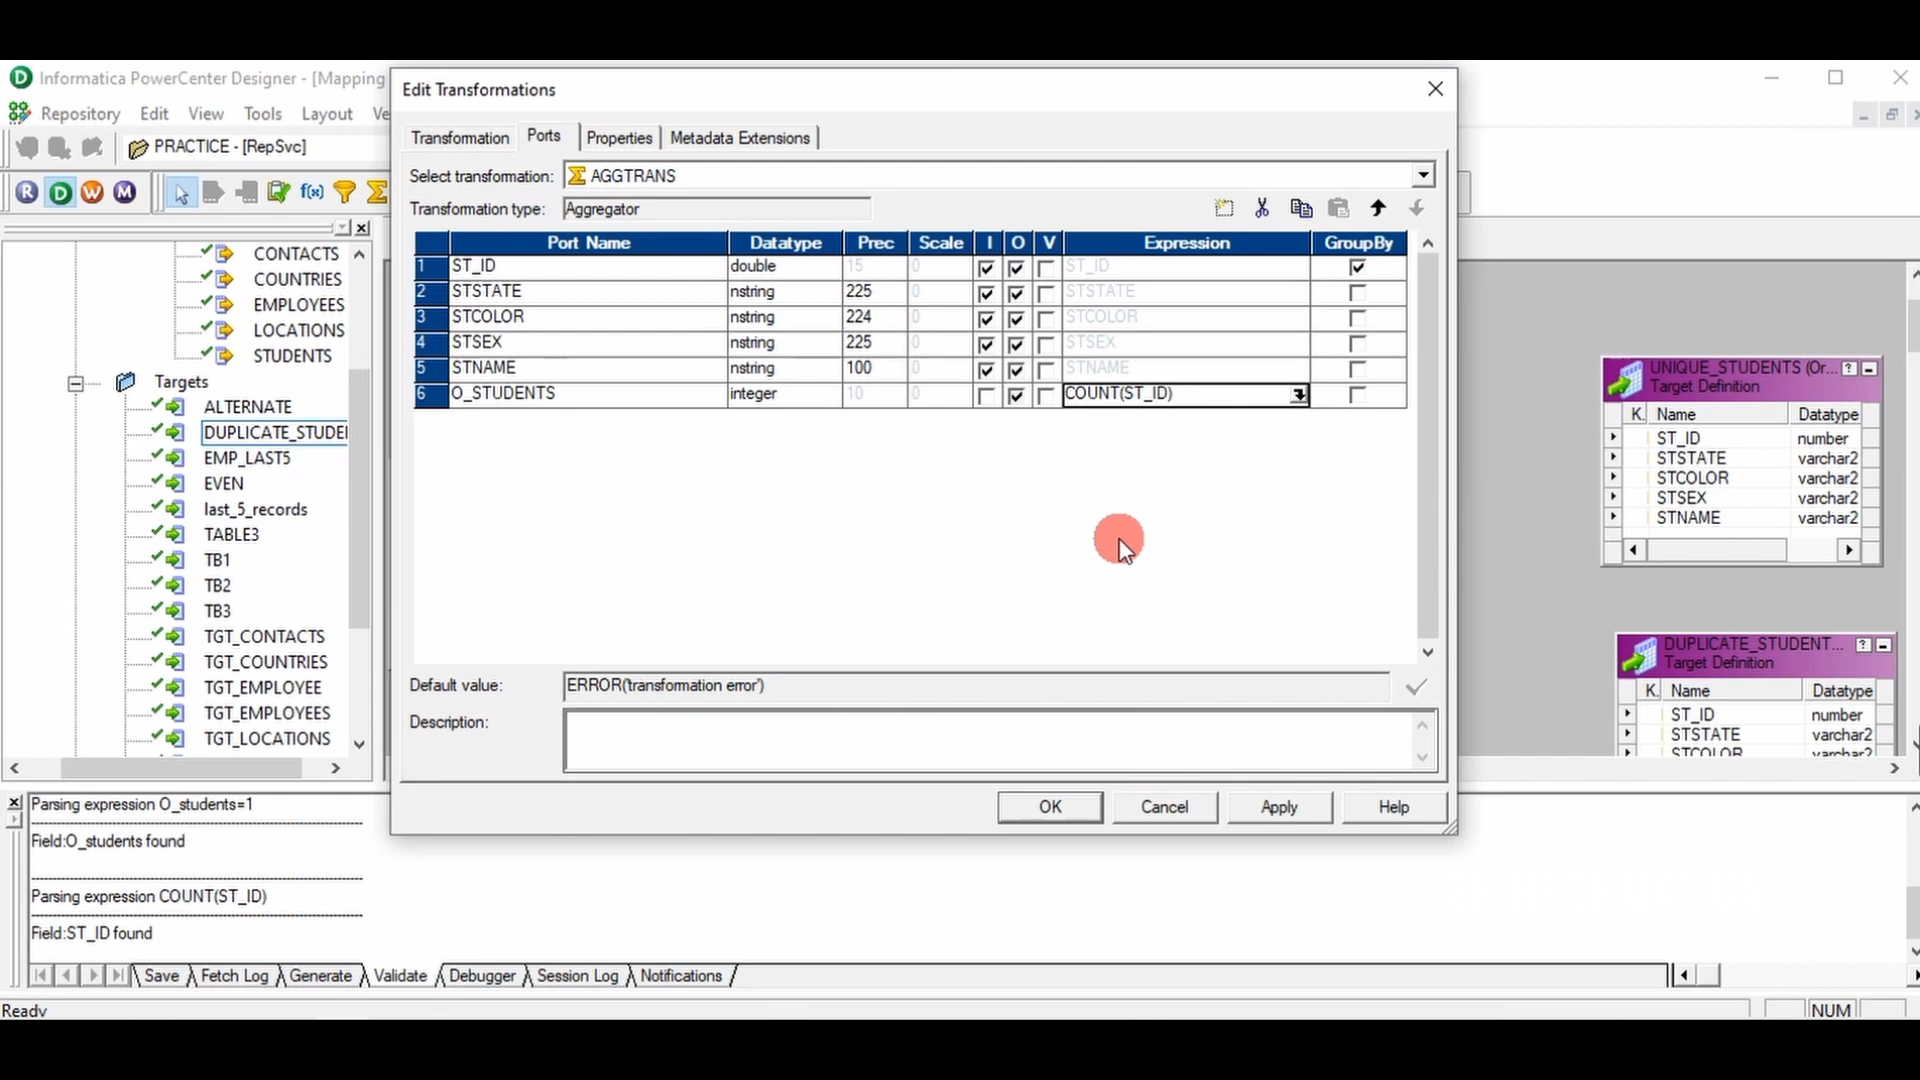 Informatica PowerCenter Designer - [Mapping
Repository Edit View Tools Layout Ve
PRACTICE - [RepSvc]
R D W M f(x)
CONTACTS
COUNTRIES
EMPLOYEES
LOCATIONS
STUDENTS
Targets
ALTERNATE
DUPLICATE_STUDE
EMP_LAST5
EVEN
last_5_records
TABLE3
TB1
TB2
TB3
TGT_CONTACTS
TGT_COUNTRIES
TGT_EMPLOYEE
TGT_EMPLOYEES
TGT_LOCATIONS
Edit Transformations
Transformation Ports Properties Metadata Extensions
Select transformation: AGGTRANS
Transformation type: Aggregator
Port Name Datatype Prec Scale I O V Expression GroupBy
1 ST_ID double 15 0 ST_ID
2 STSTATE nstring 225 0 STSTATE
3 STCOLOR nstring 224 0 STCOLOR
4 STSEX nstring 225 0 STSEX
5 STNAME nstring 100 0 STNAME
6 O_STUDENTS integer 10 0 COUNT(ST_ID)
Default value: ERROR('transformation error')
Description:
OK Cancel Apply Help
UNIQUE_STUDENTS (Or...
Target Definition
K. Name Datatype
ST_ID number
STSTATE varchar2
STCOLOR varchar2
STSEX varchar2
STNAME varchar2
DUPLICATE_STUDENT...
Target Definition
K. Name Datatype
ST_ID number
STSTATE varchar2
STCOLOR varchar2
Parsing expression O_students=1
Field:O_students found
Parsing expression COUNT(ST_ID)
Field:ST_ID found
Save Fetch Log Generate Validate Debugger Session Log Notifications
Ready NUM